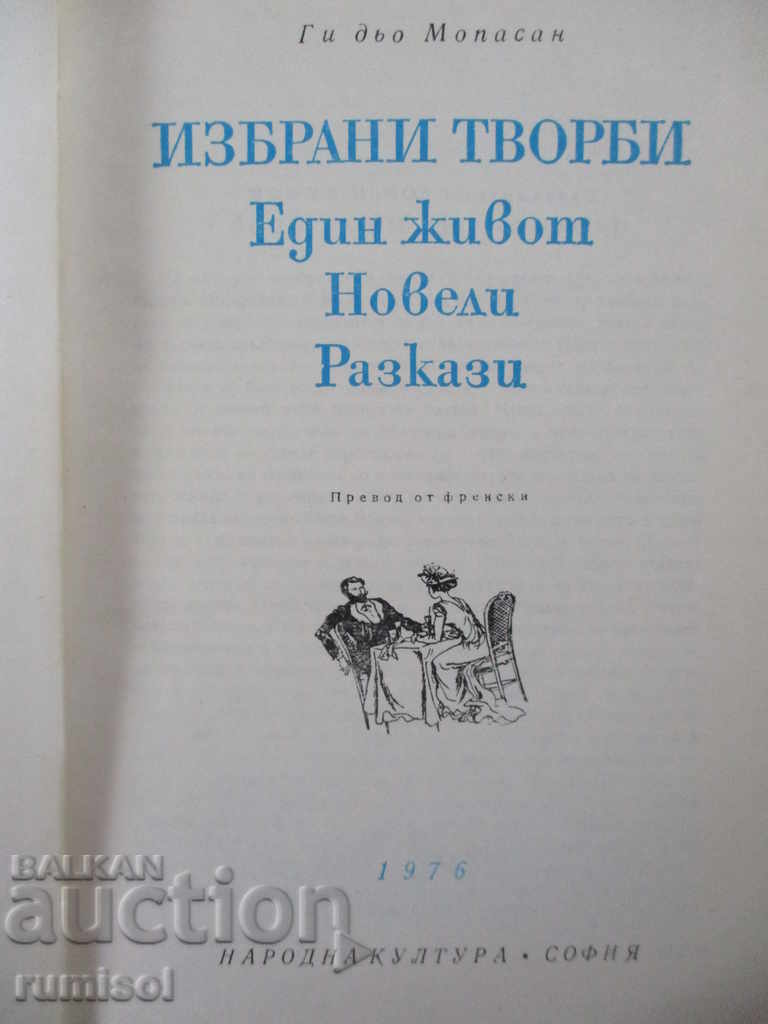 Ги дьо Мопасан
ИЗБРАНИ ТВОРБИ
Един живот
Новели
Разкази
Превод от френски
1976
НАРОДНА КУЛТУРА • СОФИЯ
BALKAN
auction
rumisol